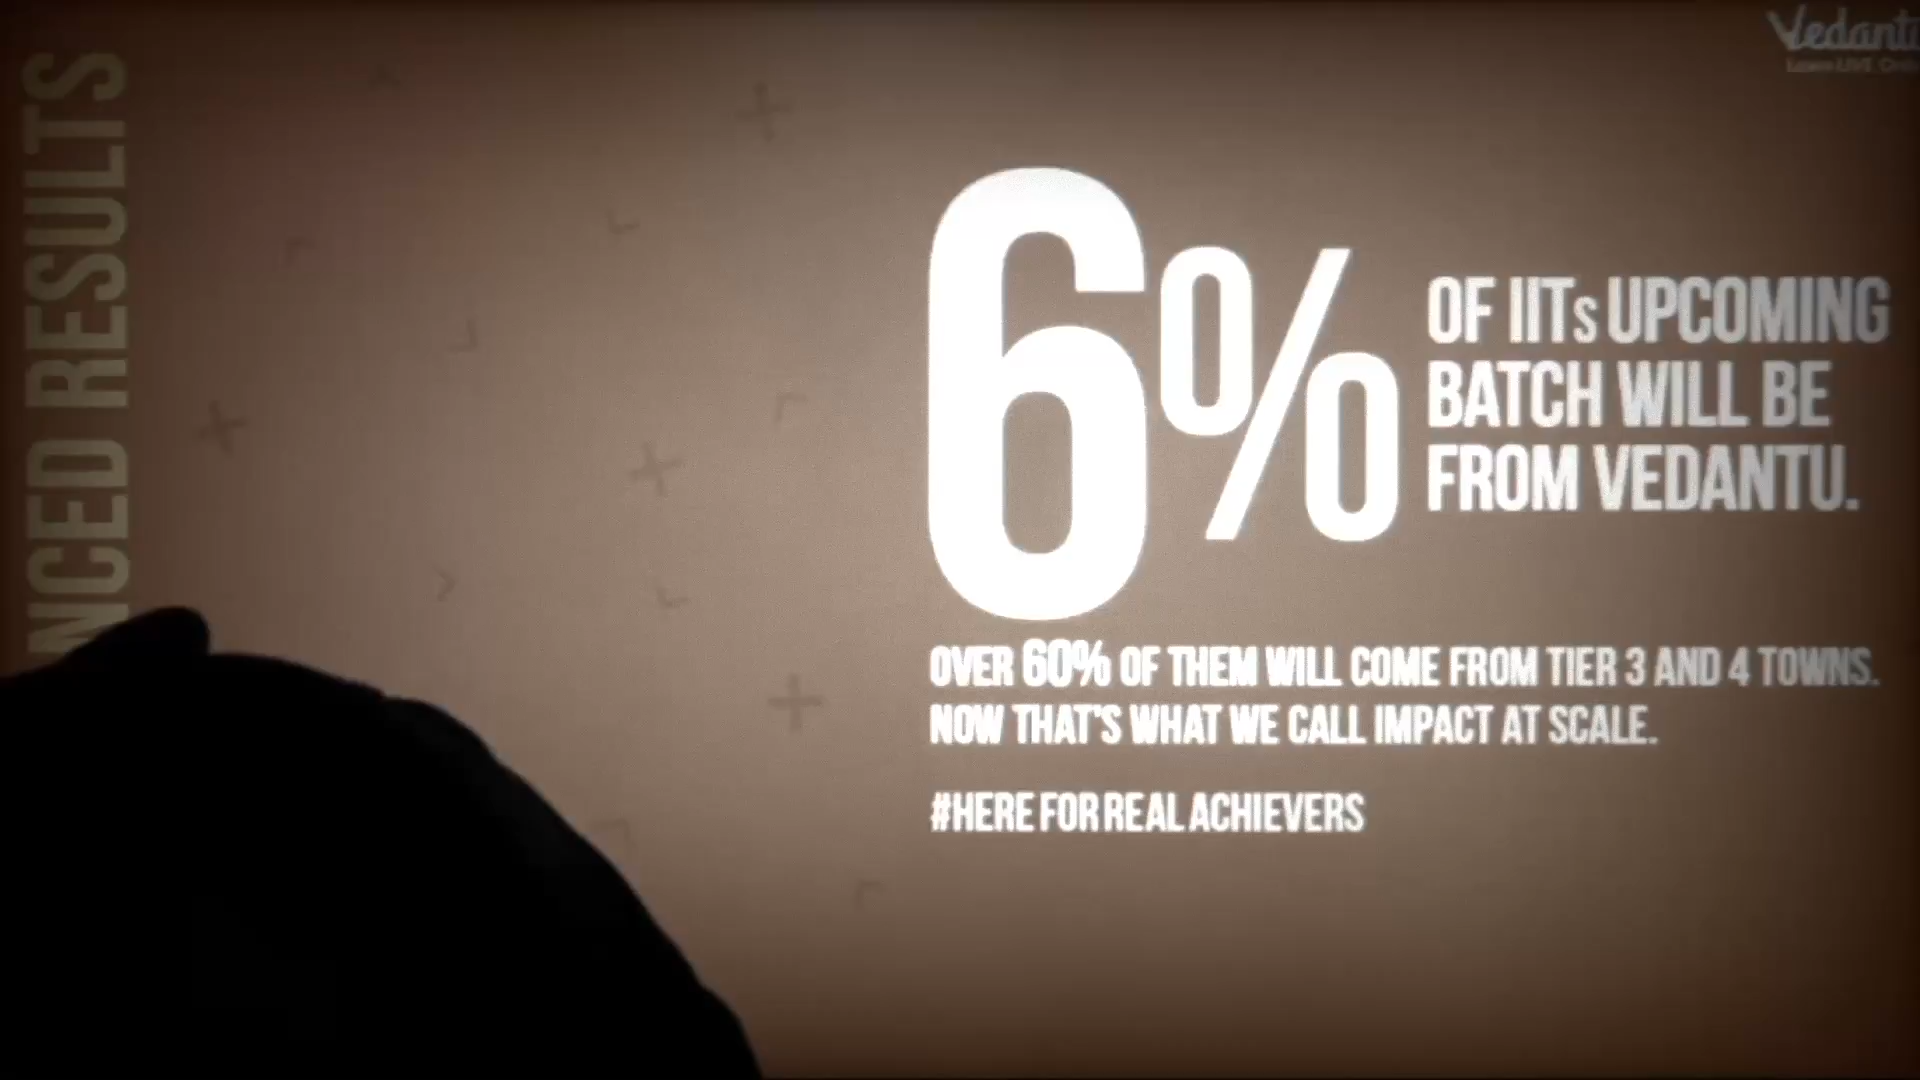 NCED RESULTS
Vedantu
6%
OF IITs UPCOMING
BATCH WILL BE
FROM VEDANTU.
OVER 60% OF THEM WILL COME FROM TIER 3 AND 4 TOWNS.
NOW THAT'S WHAT WE CALL IMPACT AT SCALE.
#HERE FOR REAL ACHIEVERS